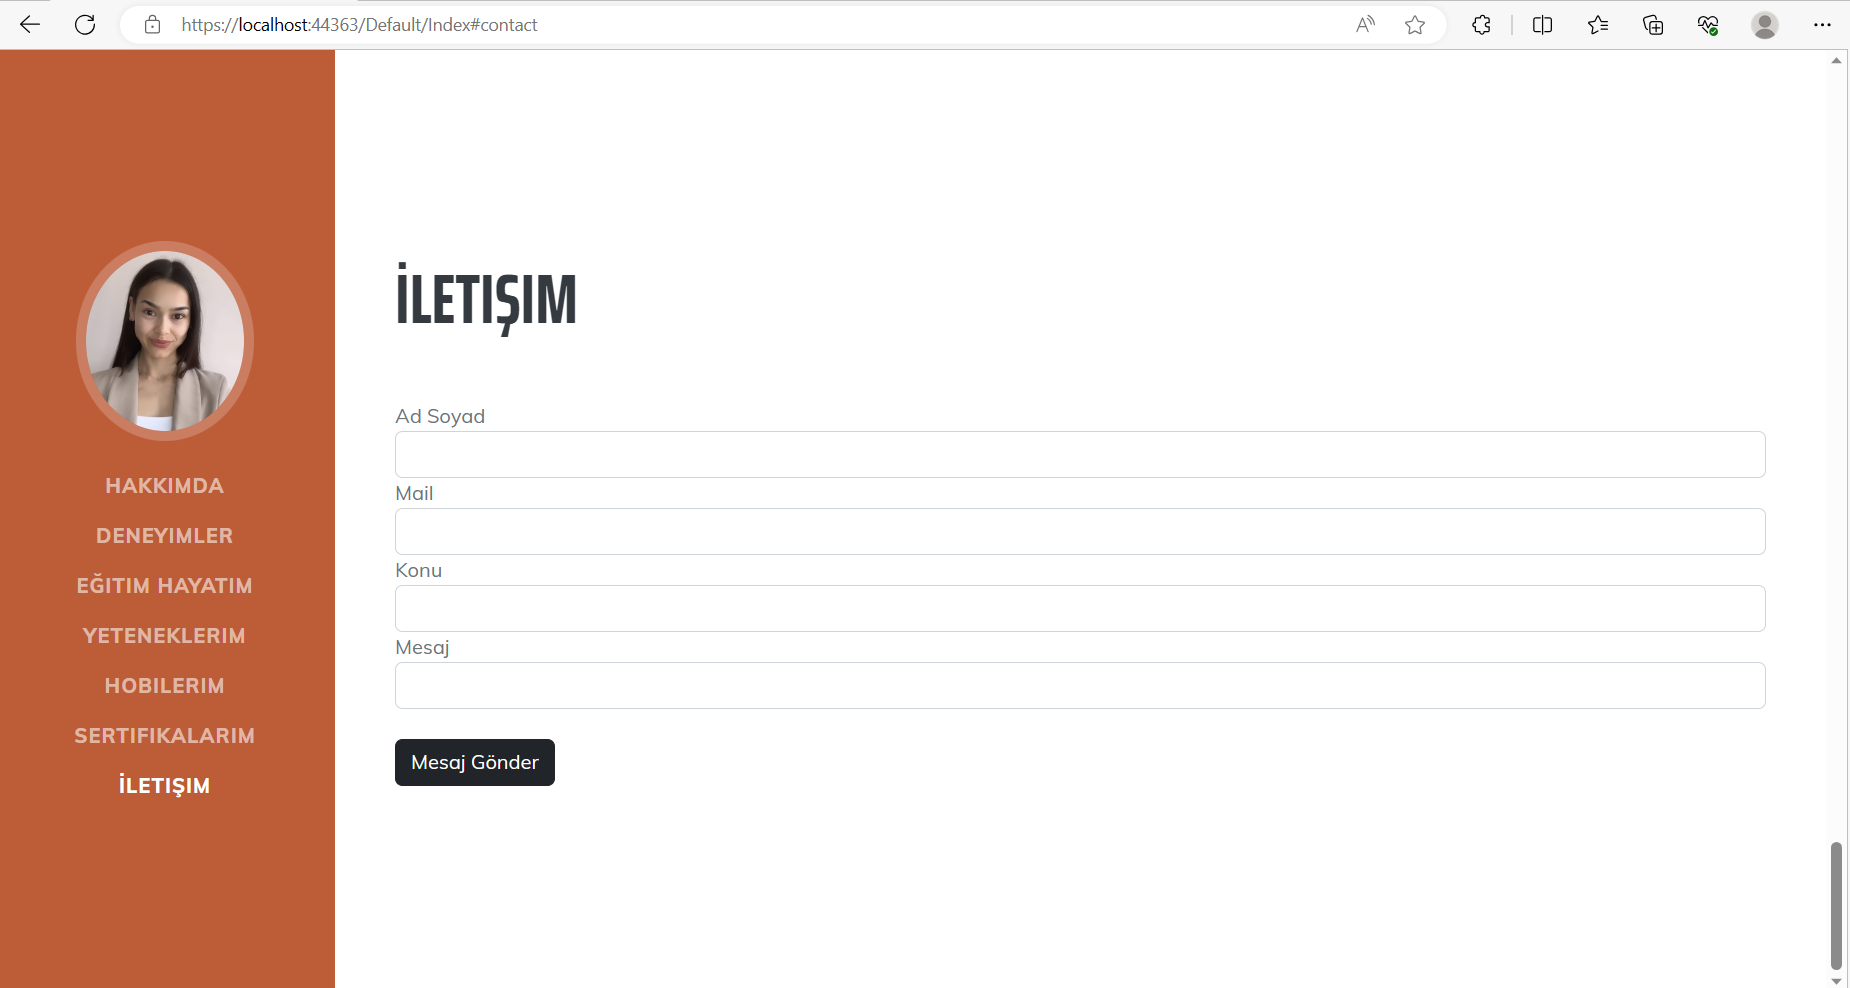 https://localhost:44363/Default/Index#contact
HAKKIMDA
DENEYIMLER
EĞITIM HAYATIM
YETENEKLERIM
HOBILERIM
SERTIFIKALARIM
İLETIŞIM
İLETIŞIM
Ad Soyad
Mail
Konu
Mesaj
Mesaj Gönder